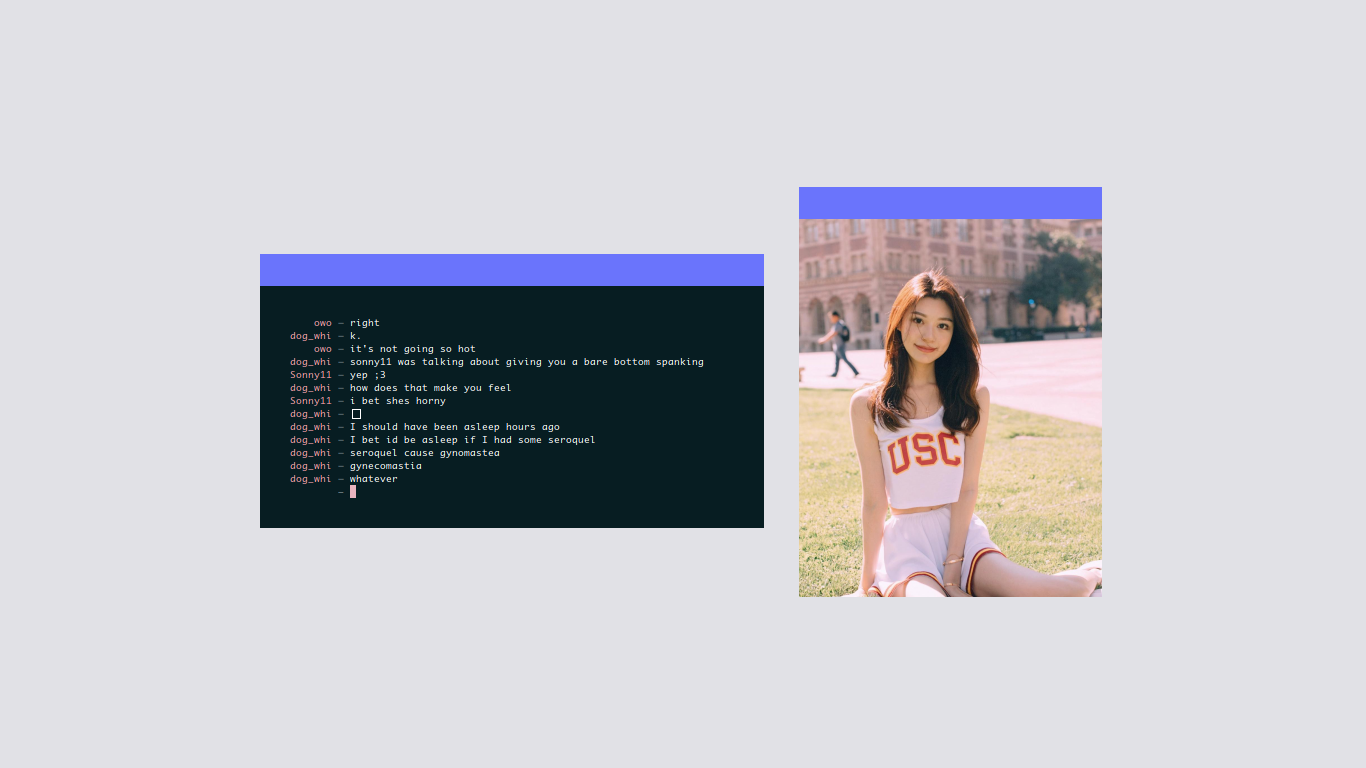 owo — right
dog_whi — k.
owo — it's not going so hot
dog_whi — sonny11 was talking about giving you a bare bottom spanking
Sonny11 — yep ;3
dog_whi — how does that make you feel
Sonny11 — i bet shes horny
dog_whi — □
dog_whi — I should have been asleep hours ago
dog_whi — I bet id be asleep if I had some seroquel
dog_whi — seroquel cause gynomastea
dog_whi — gynecomastia
dog_whi — whatever
—
USC